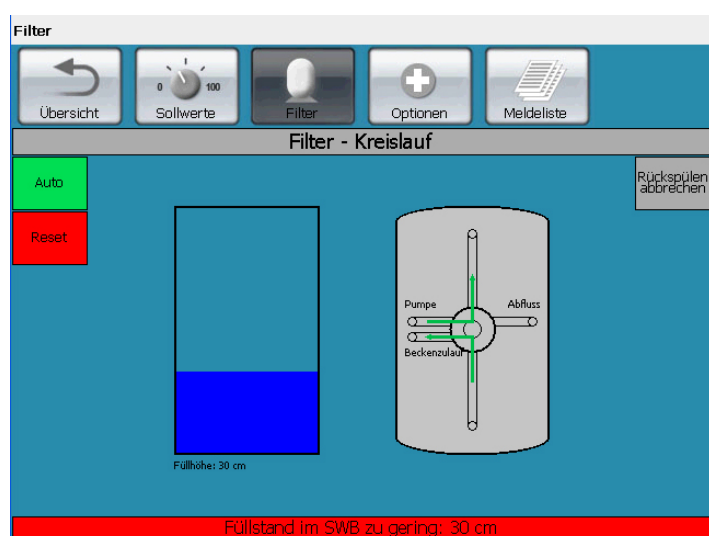 Filter
Übersicht
0 100
Sollwerte
Filter
Optionen
Meldeliste
Filter - Kreislauf
Auto
Reset
Rückspülen
abbrechen
Pumpe
Abfluss
Beckenzulauf
Füllhöhe: 30 cm
Füllstand im SWB zu gering: 30 cm